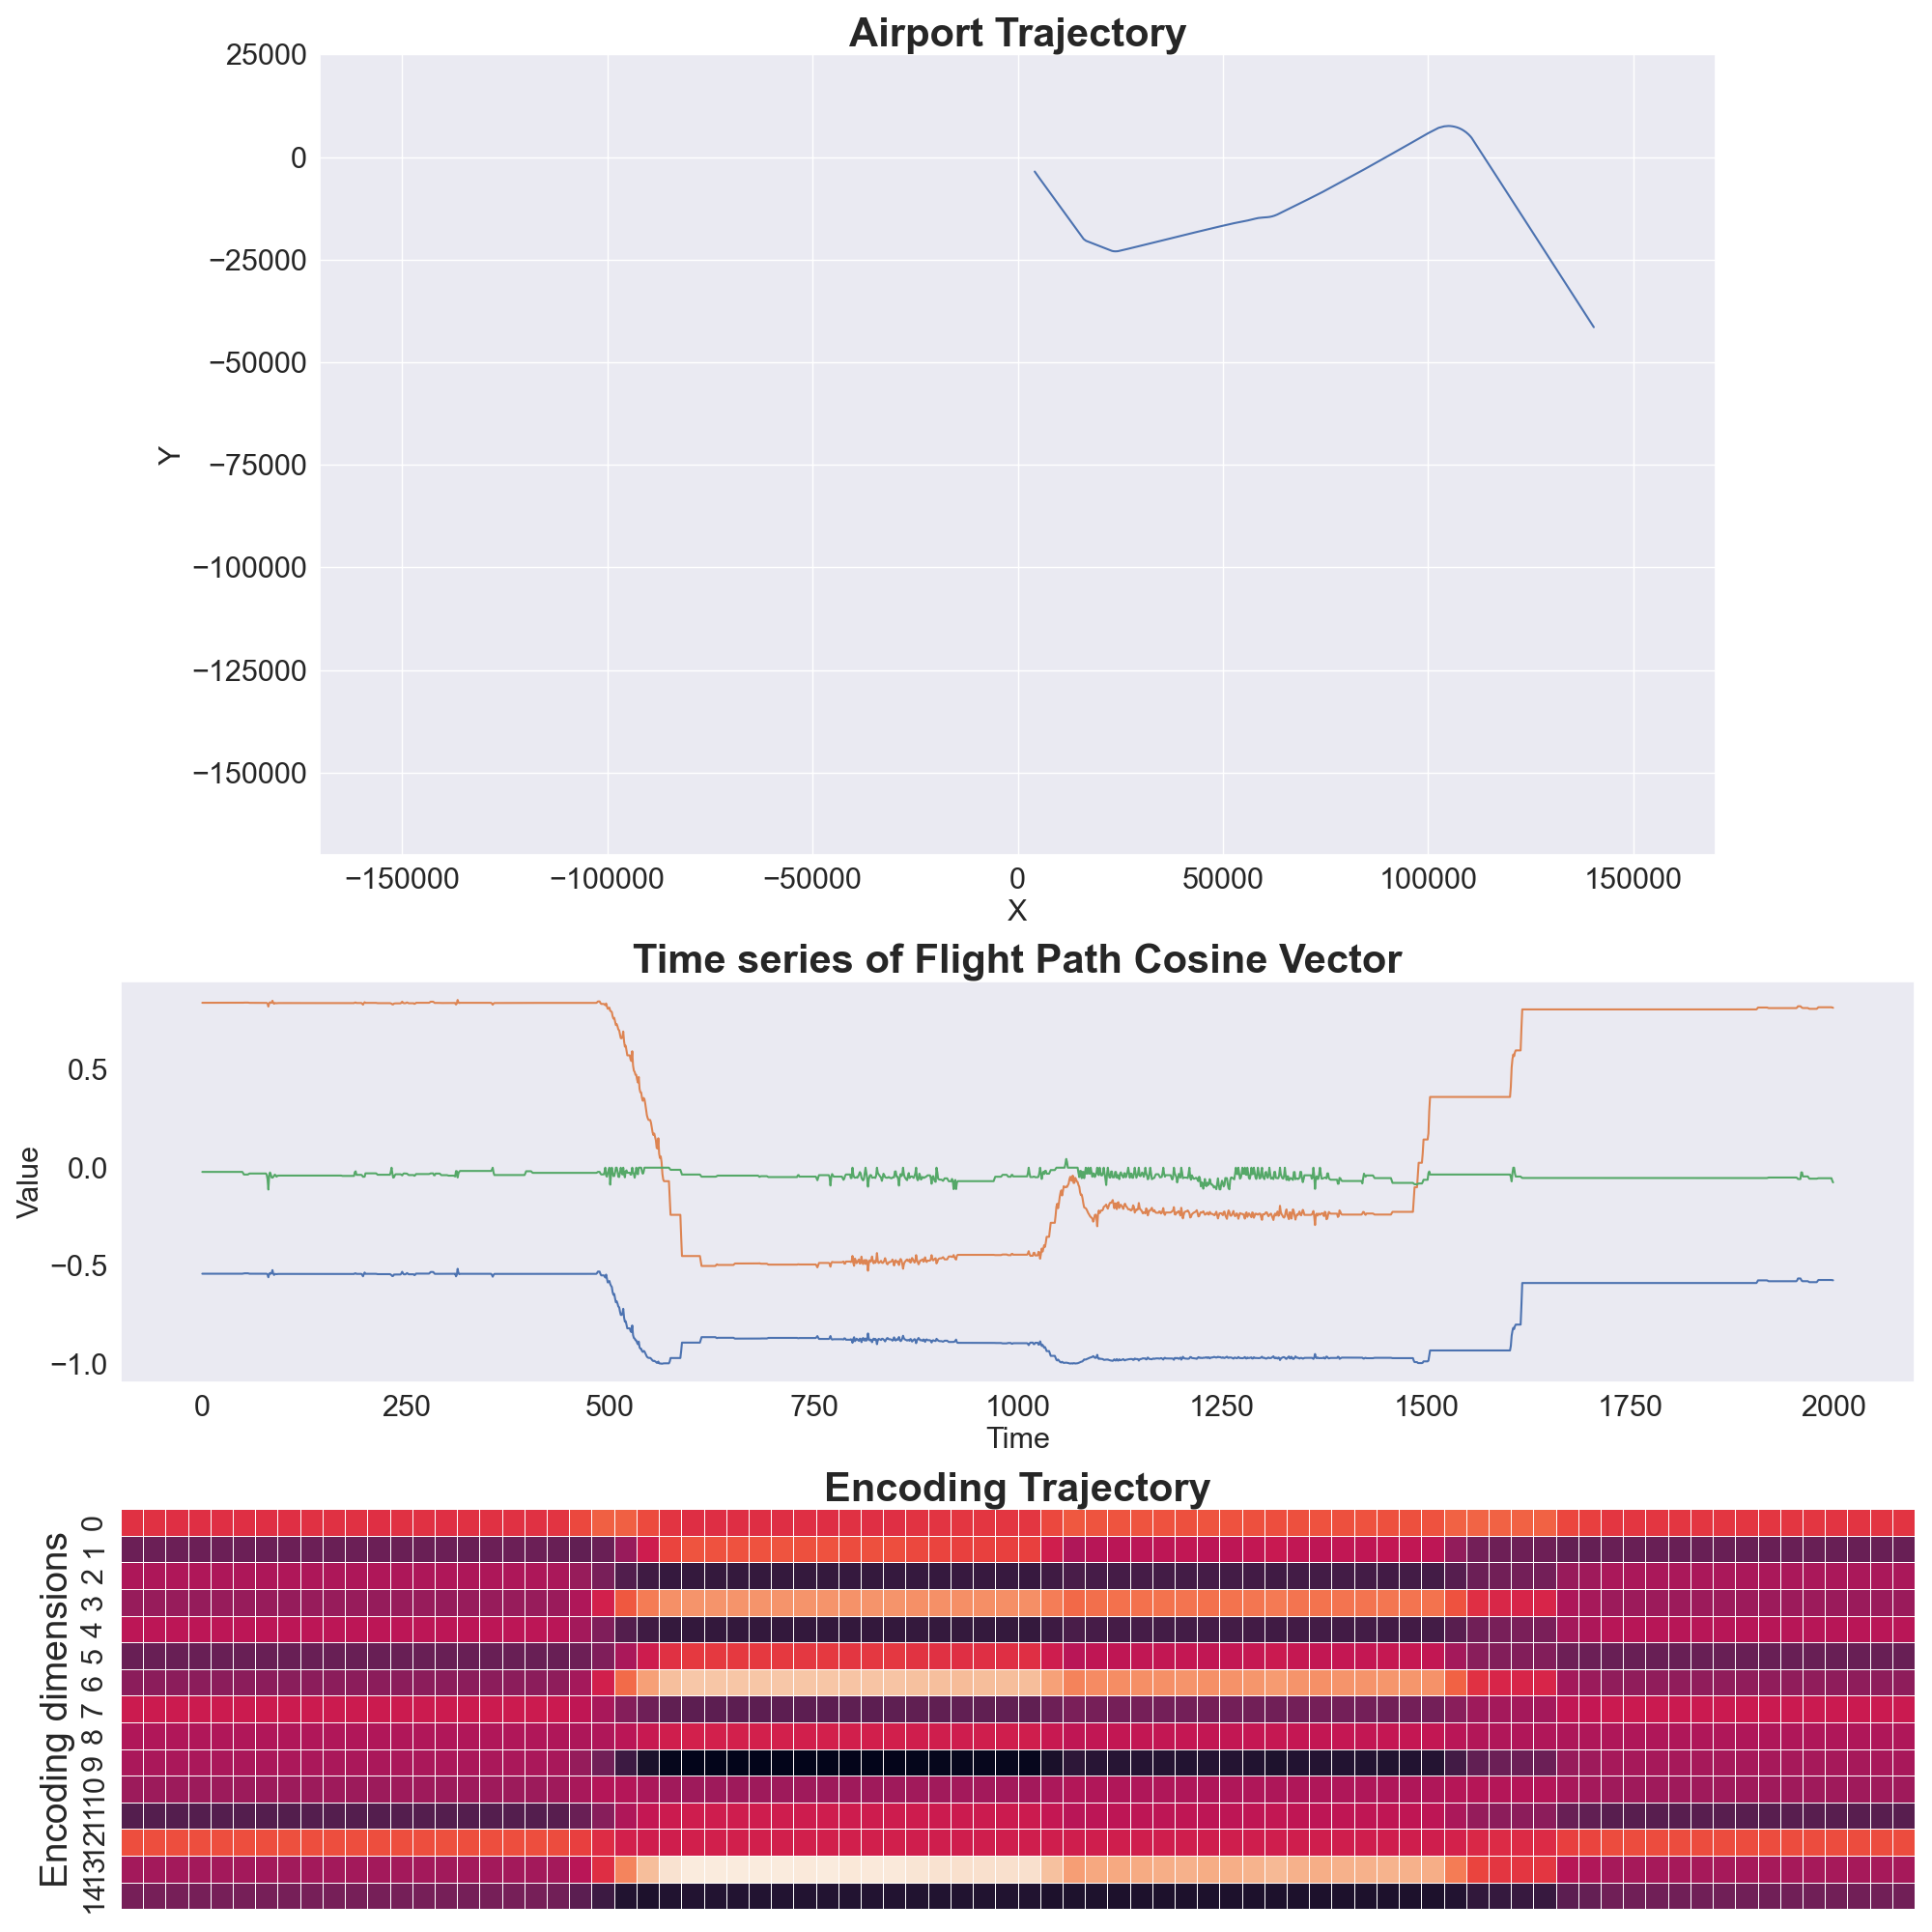 Airport Trajectory
25000
0
−25000
−50000
−75000
−100000
−125000
−150000
Y
−150000 −100000 −50000 0 50000 100000 150000
X
Time series of Flight Path Cosine Vector
0.5
0.0
−0.5
−1.0
Value
0 250 500 750 1000 1250 1500 1750 2000
Time
Encoding Trajectory
Encoding dimensions
0
1
2
3
4
5
6
7
8
9
10
11
12
13
14